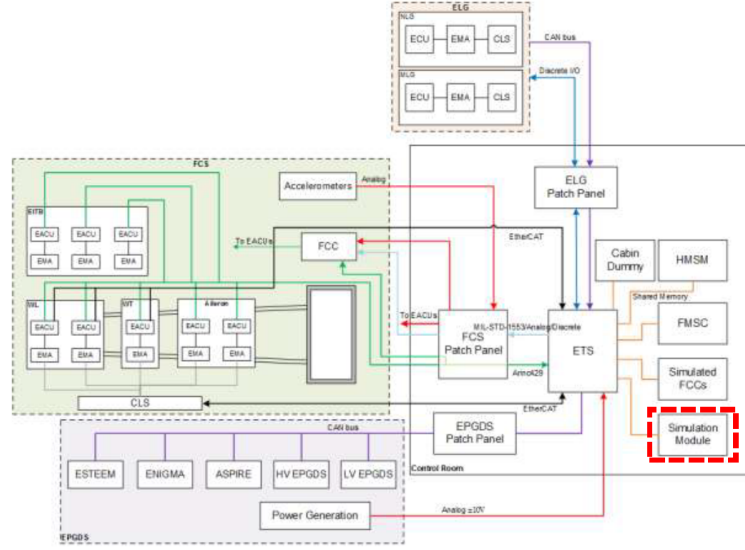 ELG
NLG
ECU
EMA
CLS
CAN bus
MLG
ECU
EMA
CLS
Discrete I/O
FCS
Accelerometers
Analog
ELG
Patch Panel
EITB
EACU
EACU
EACU
EMA
EMA
EMA
To EACUs
FCC
EtherCAT
Cabin
Dummy
HMSM
Shared Memory
WL
WT
Aileron
EACU
EACU
EACU
EACU
EACU
EMA
EMA
EMA
EMA
EMA
To EACUs
FCS
Patch Panel
MIL-STD-1553/Analog/Discrete
ETS
FMSC
Arinc429
Simulated
FCCs
CLS
EtherCAT
Simulation
Module
CAN bus
EPGDS
Patch Panel
Control Room
ESTEEM
ENIGMA
ASPIRE
HV EPGDS
LV EPGDS
Power Generation
Analog ±10V
EPGDS